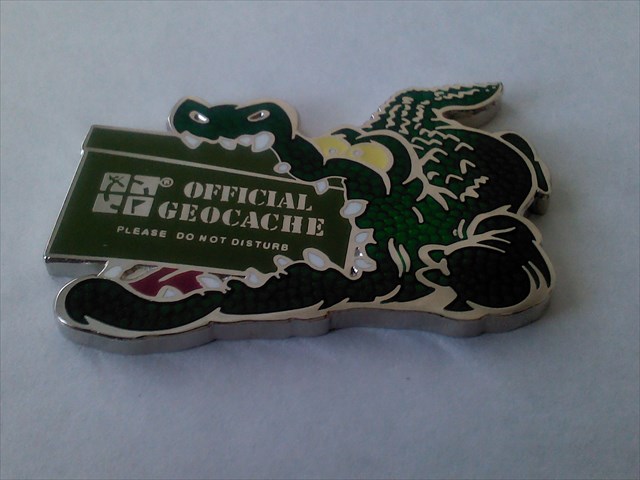 ® OFFICIAL
GEOCACHE
PLEASE DO NOT DISTURB